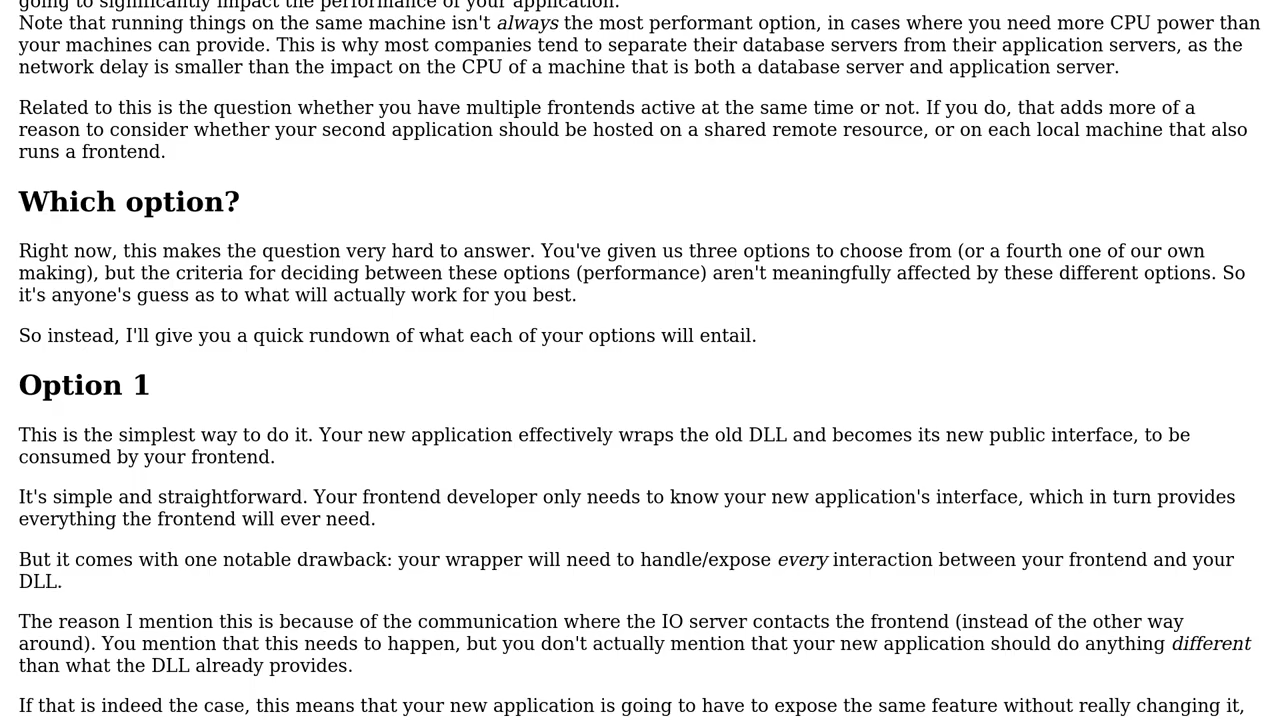 going to significantly impact the performance of your application.
Note that running things on the same machine isn't always the most performant option, in cases where you need more CPU power than
your machines can provide. This is why most companies tend to separate their database servers from their application servers, as the
network delay is smaller than the impact on the CPU of a machine that is both a database server and application server.
Related to this is the question whether you have multiple frontends active at the same time or not. If you do, that adds more of a
reason to consider whether your second application should be hosted on a shared remote resource, or on each local machine that also
runs a frontend.
Which option?
Right now, this makes the question very hard to answer. You've given us three options to choose from (or a fourth one of our own
making), but the criteria for deciding between these options (performance) aren't meaningfully affected by these different options. So
it's anyone's guess as to what will actually work for you best.
So instead, I'll give you a quick rundown of what each of your options will entail.
Option 1
This is the simplest way to do it. Your new application effectively wraps the old DLL and becomes its new public interface, to be
consumed by your frontend.
It's simple and straightforward. Your frontend developer only needs to know your new application's interface, which in turn provides
everything the frontend will ever need.
But it comes with one notable drawback: your wrapper will need to handle/expose every interaction between your frontend and your
DLL.
The reason I mention this is because of the communication where the IO server contacts the frontend (instead of the other way
around). You mention that this needs to happen, but you don't actually mention that your new application should do anything different
than what the DLL already provides.
If that is indeed the case, this means that your new application is going to have to expose the same feature without really changing it,